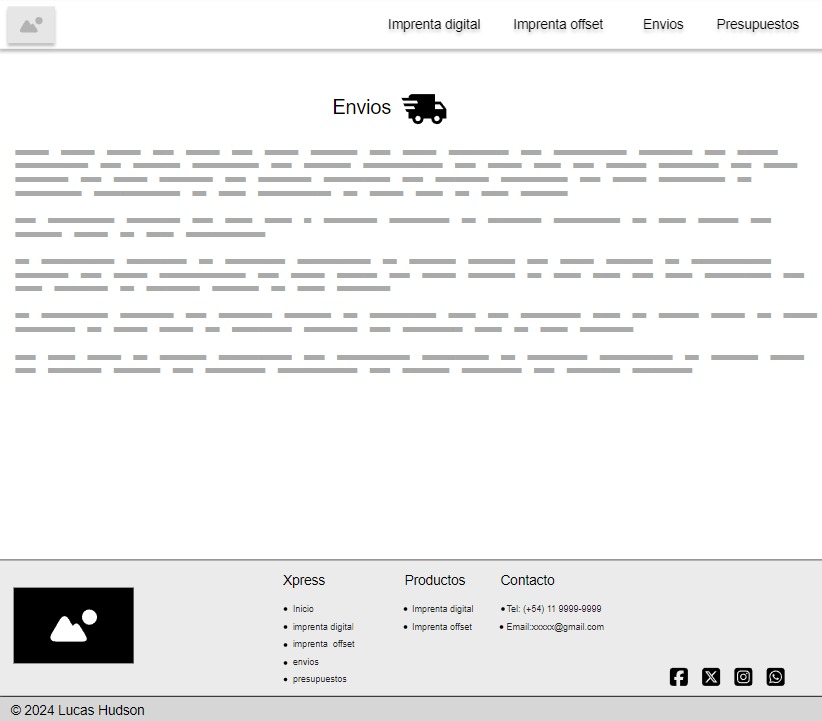 Imprenta digital Imprenta offset Envios Presupuestos
Envios
Xpress
Inicio
imprenta digital
imprenta offset
envios
presupuestos
Productos
Imprenta digital
Imprenta offset
Contacto
Tel: (+54) 11 9999-9999
Email:xxxxx@gmail.com
© 2024 Lucas Hudson